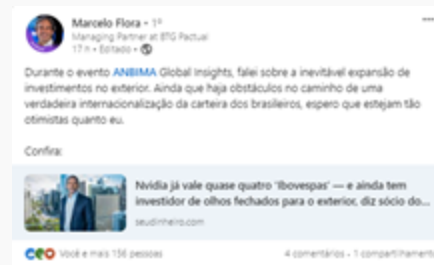 Marcelo Flora • 1º
Managing Partner at BTG Pactual
17 h • Editado •
Durante o evento ANBIMA Global Insights, falei sobre a inevitável expansão de
investimentos no exterior. Ainda que haja obstáculos no caminho de uma
verdadeira internacionalização da carteira dos brasileiros, espero que estejam tão
otimistas quanto eu.
Confira:
Nvidia já vale quase quatro 'Ibovespas' — e ainda tem
investidor de olhos fechados para o exterior, diz sócio do...
seudinheiro.com
Você e mais 156 pessoas
4 comentários • 1 compartilhamento